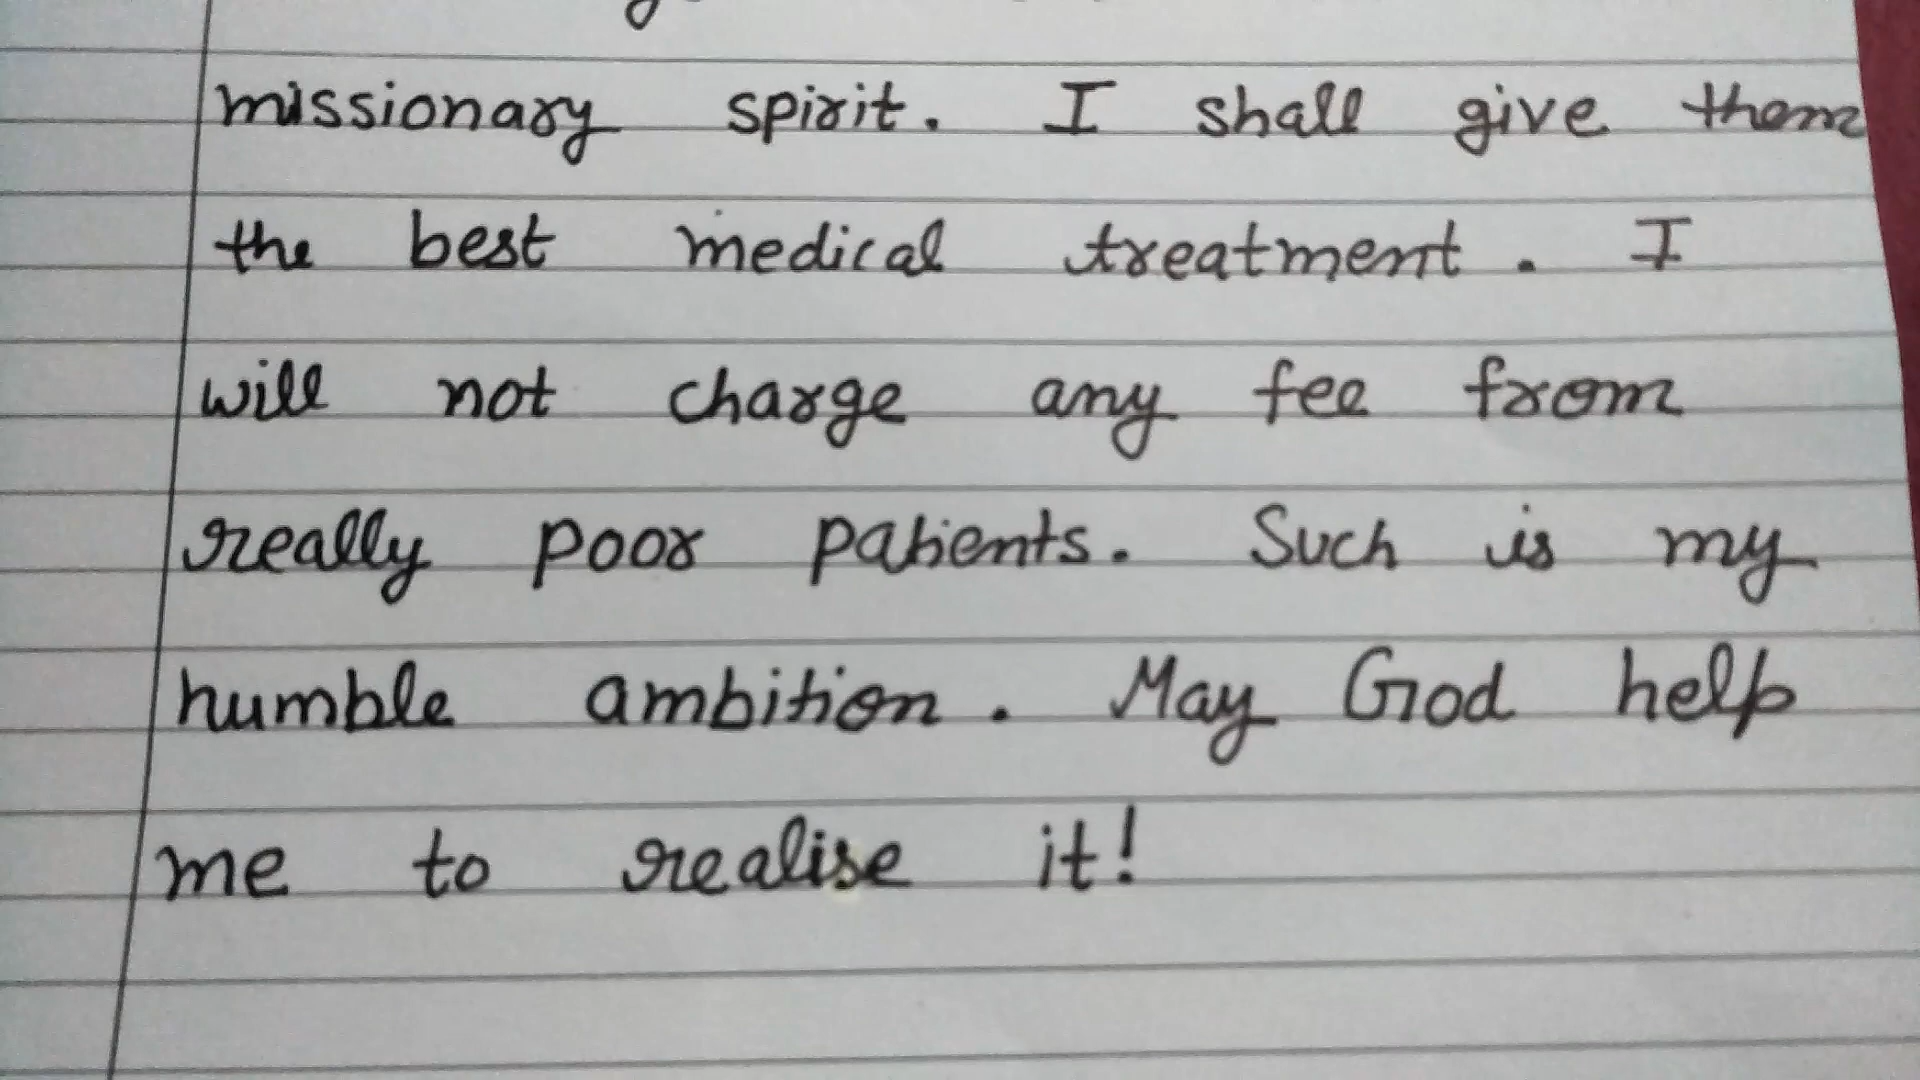 missionary spirit. I shall give them
the best medical treatment. I
will not charge any fee from
really poor patients. Such is my
humble ambition. May God help
me to realise it!